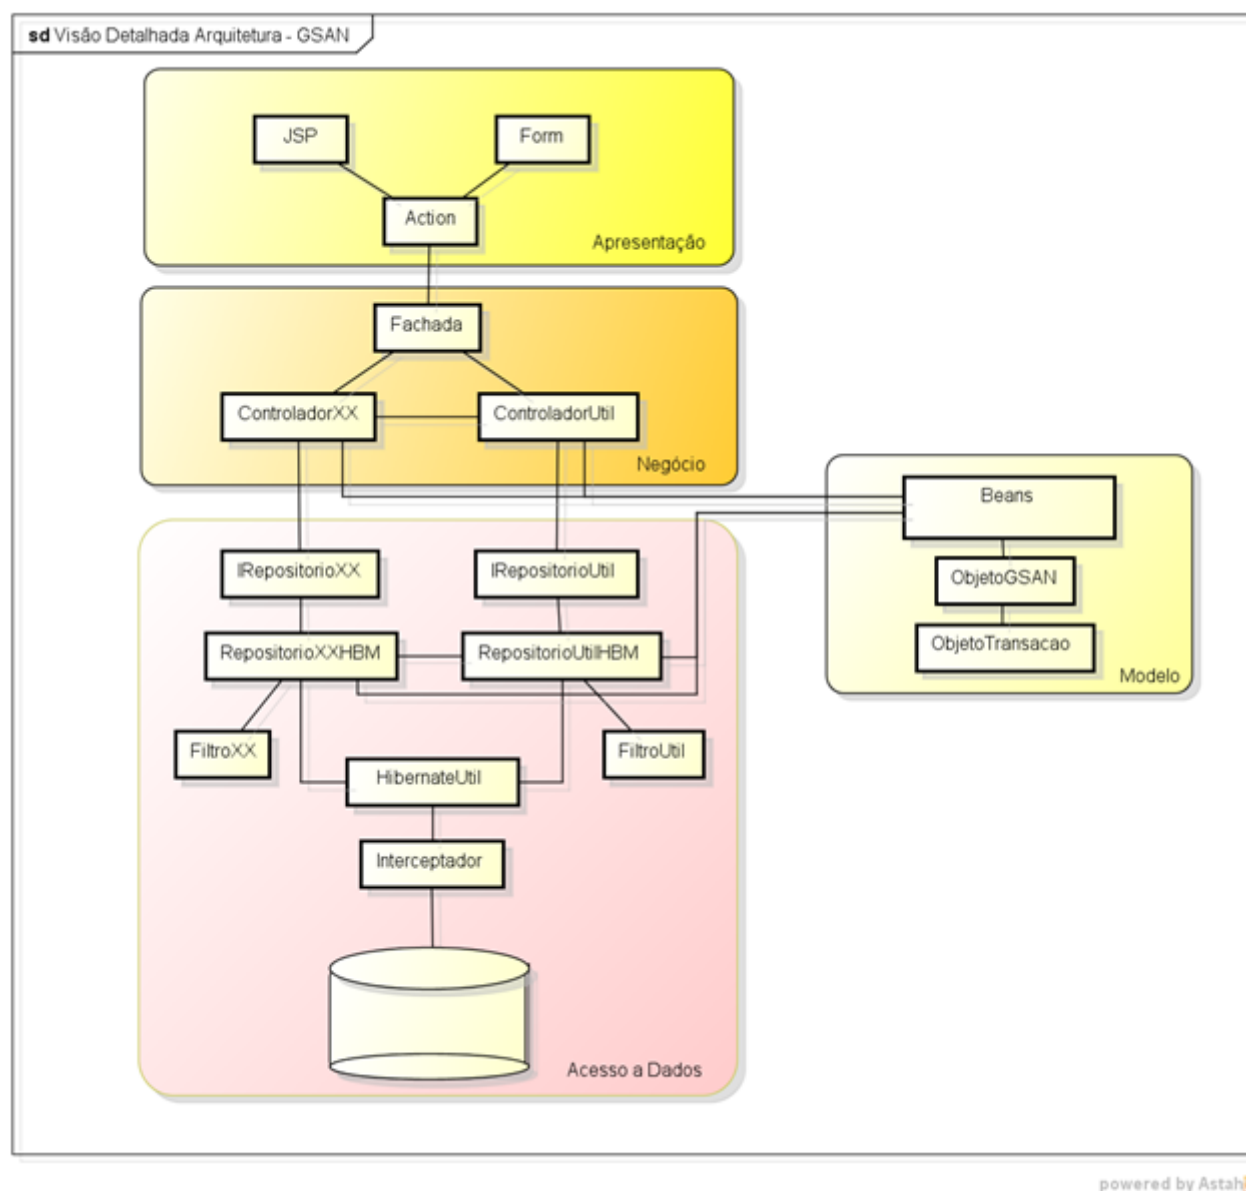 sd Visão Detalhada Arquitetura - GSAN
JSP
Form
Action
Apresentação
Fachada
ControladorXX
ControladorUtil
Negócio
Beans
ObjetoGSAN
ObjetoTransacao
Modelo
IRepositorioXX
IRepositorioUtil
RepositorioXXHBM
RepositorioUtilHBM
FiltroXX
FiltroUtil
HibernateUtil
Interceptador
Acesso a Dados
powered by Astah